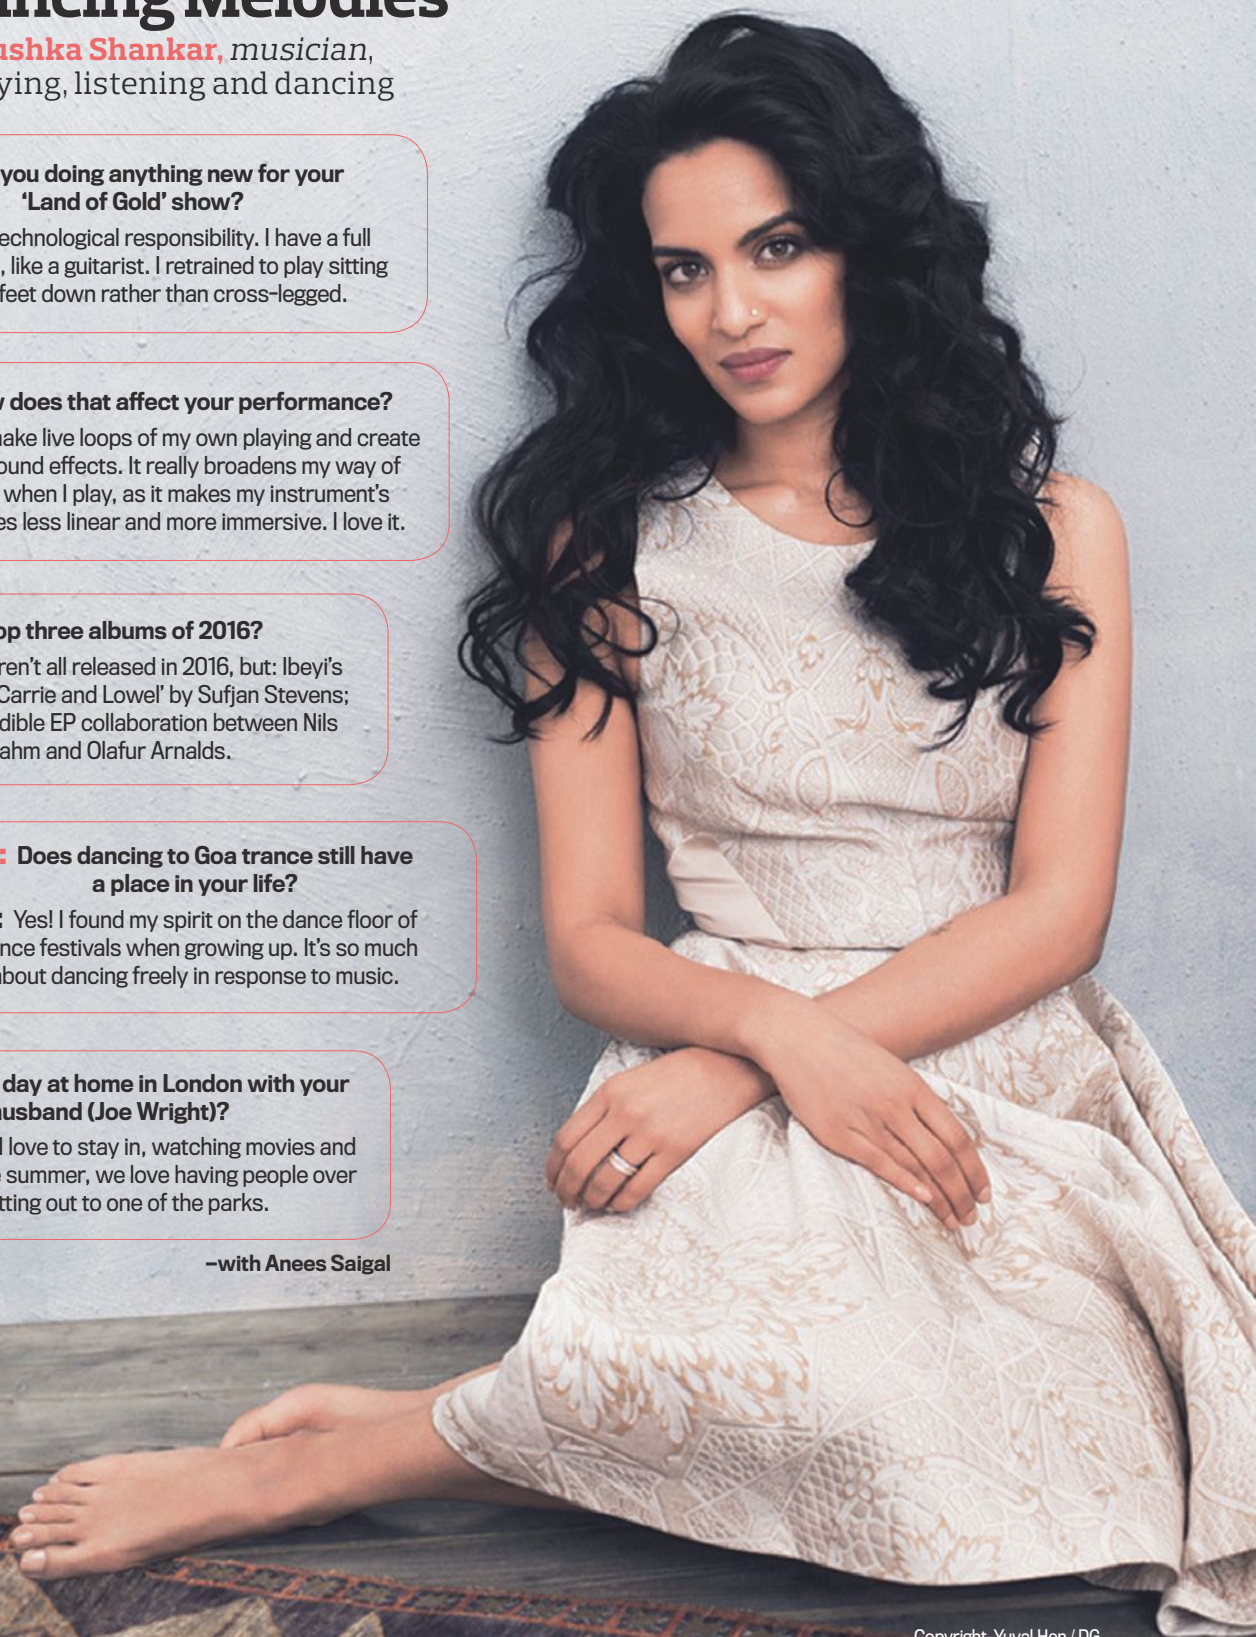 ncing Melodies
ushka Shankar, musician,
ying, listening and dancing
you doing anything new for your
‘Land of Gold’ show?
echnological responsibility. I have a full
, like a guitarist. I retrained to play sitting
feet down rather than cross-legged.
w does that affect your performance?
ake live loops of my own playing and create
ound effects. It really broadens my way of
when I play, as it makes my instrument’s
es less linear and more immersive. I love it.
op three albums of 2016?
ren’t all released in 2016, but: Ibeyi’s
Carrie and Lowel’ by Sufjan Stevens;
dible EP collaboration between Nils
ahm and Olafur Arnalds.
: Does dancing to Goa trance still have
a place in your life?
: Yes! I found my spirit on the dance floor of
nce festivals when growing up. It’s so much
bout dancing freely in response to music.
day at home in London with your
usband (Joe Wright)?
I love to stay in, watching movies and
e summer, we love having people over
tting out to one of the parks.
–with Anees Saigal
Copyright Yuval Hen / DG